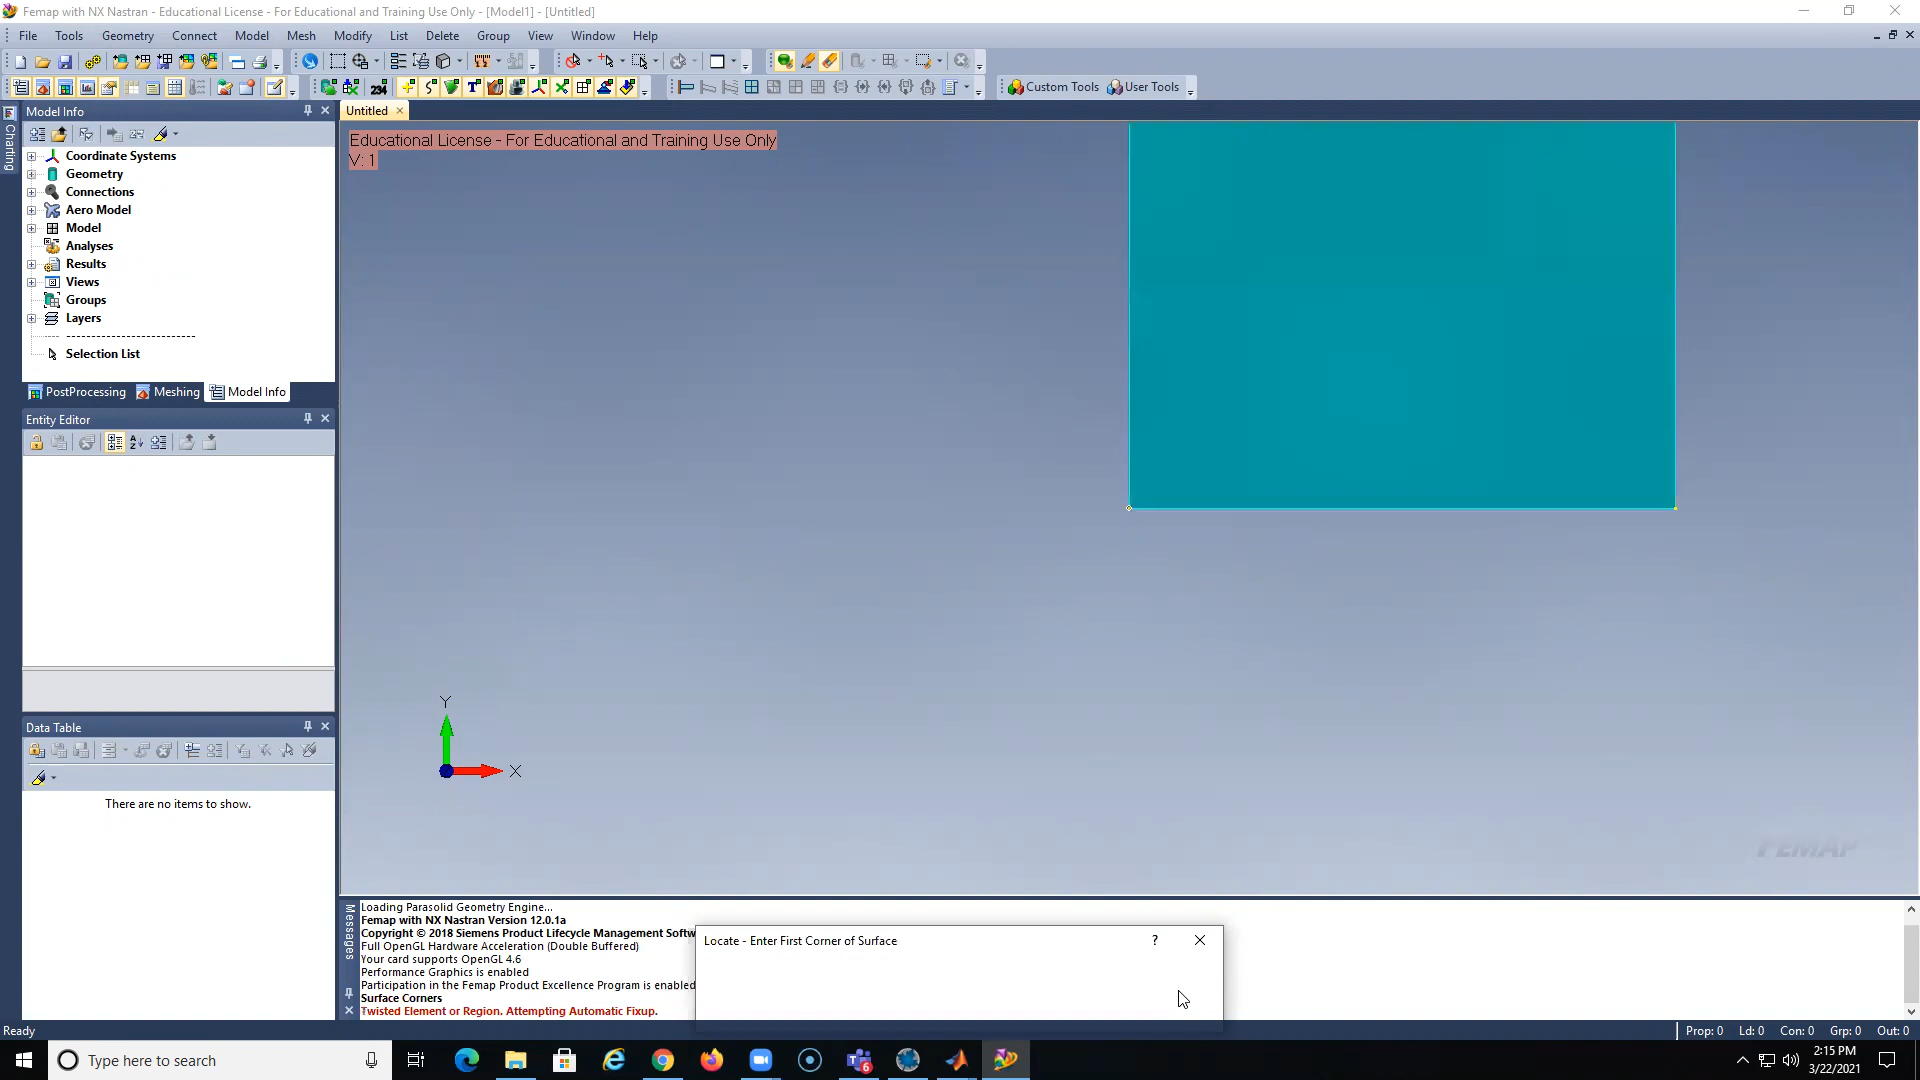 Femap with NX Nastran - Educational License - For Educational and Training Use Only - [Model1] - [Untitled]
File Tools Geometry Connect Model Mesh Modify List Delete Group View Window Help
234 Custom Tools User Tools
Charting
Model Info
Coordinate Systems
Geometry
Connections
Aero Model
Model
Analyses
Results
Views
Groups
Layers
Selection List
PostProcessing Meshing Model Info
Entity Editor
Data Table
There are no items to show.
Untitled
Educational License - For Educational and Training Use Only
V: 1
Y
X
FEMAP
Messages
Loading Parasolid Geometry Engine...
Femap with NX Nastran Version 12.0.1a
Copyright © 2018 Siemens Product Lifecycle Management Softw
Full OpenGL Hardware Acceleration (Double Buffered)
Your card supports OpenGL 4.6
Performance Graphics is enabled
Participation in the Femap Product Excellence Program is enabled
Surface Corners
Twisted Element or Region. Attempting Automatic Fixup.
Locate - Enter First Corner of Surface
Ready
Prop: 0 Ld: 0 Con: 0 Grp: 0 Out: 0
Type here to search
6
2:15 PM
3/22/2021